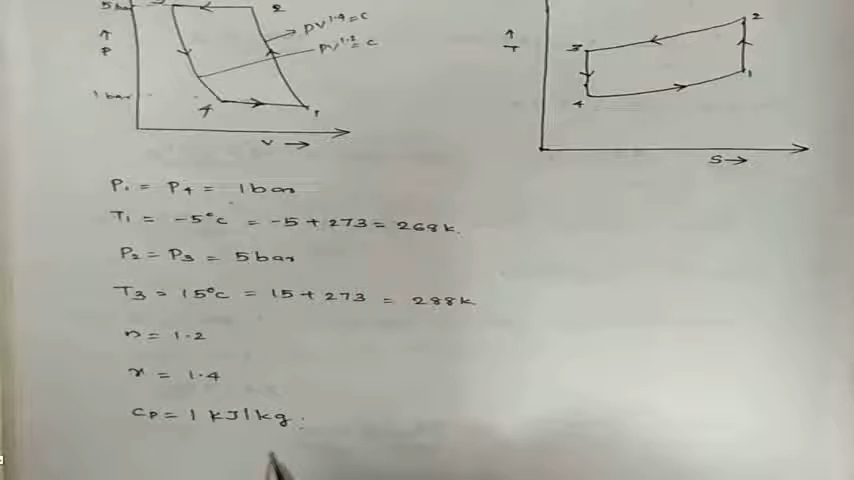 5 bar 3 2
PV^1.4 = C
↑
P
PV^1.2 = C
1 bar
4 1
V →
↑
T
2
3
1
4
S →
P1 = P4 = 1 bar
T1 = -5°C = -5 + 273 = 268 K.
P2 = P3 = 5 bar
T3 = 15°C = 15 + 273 = 288 K
n = 1.2
γ = 1.4
CP = 1 KJ/kg.